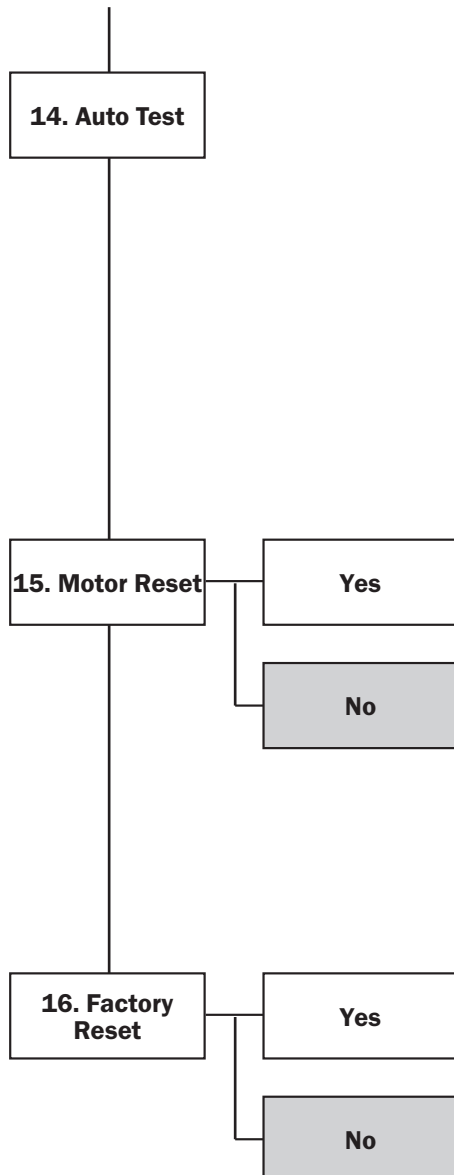 14. Auto Test
15. Motor Reset
Yes
No
16. Factory
Reset
Yes
No